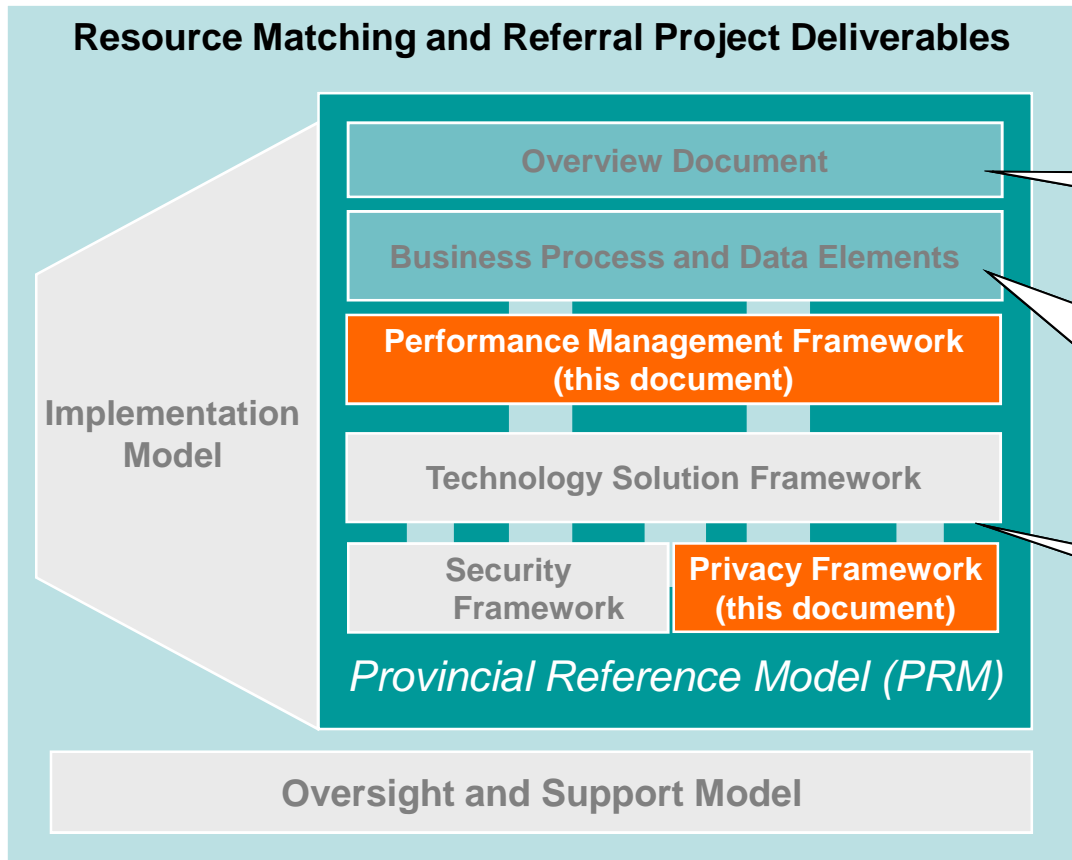 Resource Matching and Referral Project Deliverables
Overview Document
Business Process and Data Elements
Performance Management Framework
(this document)
Implementation
Model
Technology Solution Framework
Security
Framework
Privacy Framework
(this document)
Provincial Reference Model (PRM)
Oversight and Support Model